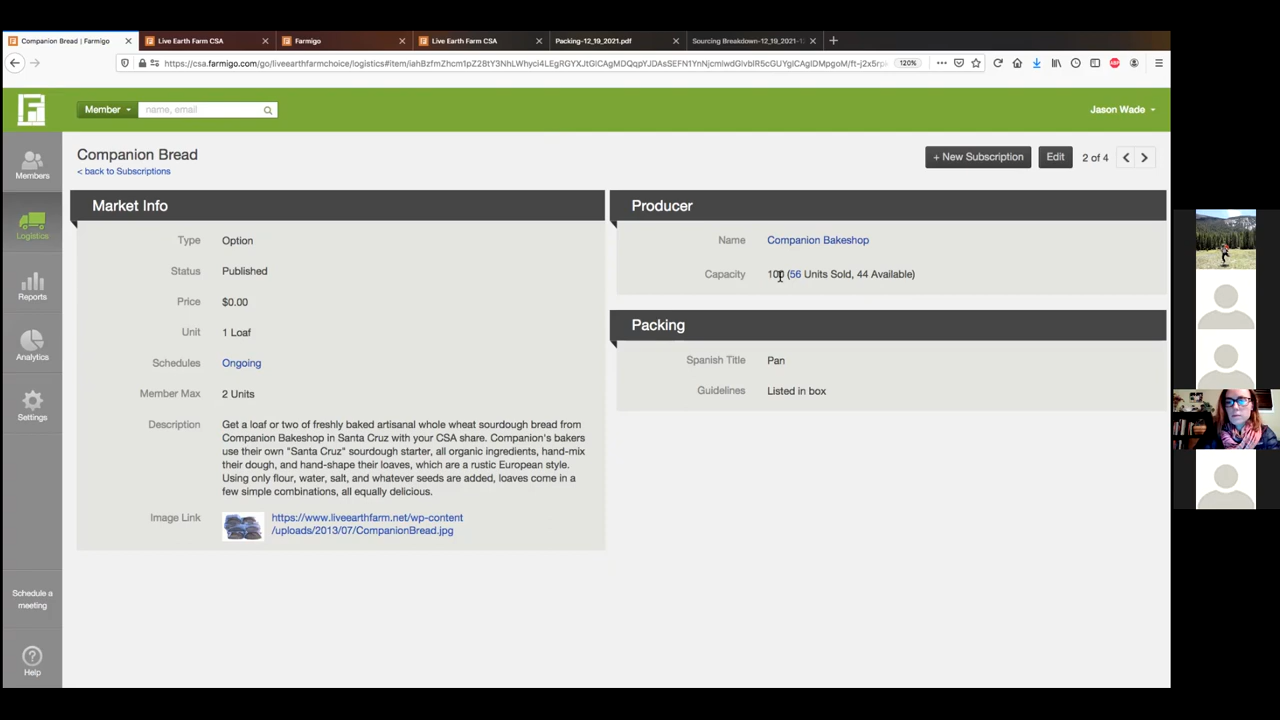 Companion Bread | Farmigo
Live Earth Farm CSA
Farmigo
Live Earth Farm CSA
Packing-12_19_2021.pdf
Sourcing Breakdown-12_19_2021-1
120%
Member
name, email
Jason Wade
Members
Logistics
Reports
Analytics
Settings
Schedule a
meeting
Help
Companion Bread
< back to Subscriptions
+ New Subscription
Edit
2 of 4
Market Info
Type Option
Status Published
Price $0.00
Unit 1 Loaf
Schedules Ongoing
Member Max 2 Units
Description Get a loaf or two of freshly baked artisanal whole wheat sourdough bread from
Companion Bakeshop in Santa Cruz with your CSA share. Companion's bakers
use their own "Santa Cruz" sourdough starter, all organic ingredients, hand-mix
their dough, and hand-shape their loaves, which are a rustic European style.
Using only flour, water, salt, and whatever seeds are added, loaves come in a
few simple combinations, all equally delicious.
Image Link https://www.liveearthfarm.net/wp-content
/uploads/2013/07/CompanionBread.jpg
Producer
Name Companion Bakeshop
Capacity 100 (56 Units Sold, 44 Available)
Packing
Spanish Title Pan
Guidelines Listed in box